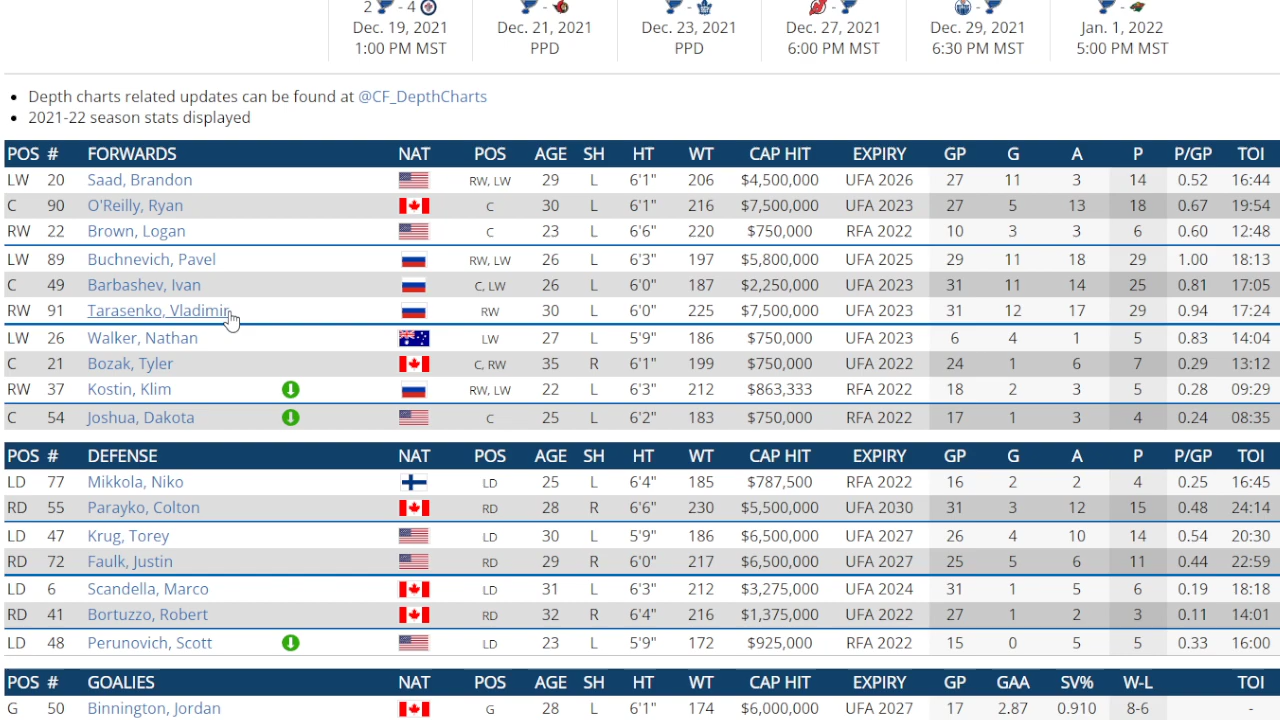 2 - 4 - - - - -
Dec. 19, 2021 Dec. 21, 2021 Dec. 23, 2021 Dec. 27, 2021 Dec. 29, 2021 Jan. 1, 2022
1:00 PM MST PPD PPD 6:00 PM MST 6:30 PM MST 5:00 PM MST
• Depth charts related updates can be found at @CF_DepthCharts
• 2021-22 season stats displayed
POS # FORWARDS NAT POS AGE SH HT WT CAP HIT EXPIRY GP G A P P/GP TOI
LW 20 Saad, Brandon RW, LW 29 L 6'1" 206 $4,500,000 UFA 2026 27 11 3 14 0.52 16:44
C 90 O'Reilly, Ryan C 30 L 6'1" 216 $7,500,000 UFA 2023 27 5 13 18 0.67 19:54
RW 22 Brown, Logan C 23 L 6'6" 220 $750,000 RFA 2022 10 3 3 6 0.60 12:48
LW 89 Buchnevich, Pavel RW, LW 26 L 6'3" 197 $5,800,000 UFA 2025 29 11 18 29 1.00 18:13
C 49 Barbashev, Ivan C, LW 26 L 6'0" 187 $2,250,000 UFA 2023 31 11 14 25 0.81 17:05
RW 91 Tarasenko, Vladimir RW 30 L 6'0" 225 $7,500,000 UFA 2023 31 12 17 29 0.94 17:24
LW 26 Walker, Nathan LW 27 L 5'9" 186 $750,000 UFA 2022 6 4 1 5 0.83 14:04
C 21 Bozak, Tyler C, RW 35 R 6'1" 199 $750,000 UFA 2022 24 1 6 7 0.29 13:12
RW 37 Kostin, Klim RW, LW 22 L 6'3" 212 $863,333 RFA 2022 18 2 3 5 0.28 09:29
C 54 Joshua, Dakota C 25 L 6'2" 183 $750,000 RFA 2022 17 1 3 4 0.24 08:35
POS # DEFENSE NAT POS AGE SH HT WT CAP HIT EXPIRY GP G A P P/GP TOI
LD 77 Mikkola, Niko LD 25 L 6'4" 185 $787,500 RFA 2022 16 2 2 4 0.25 16:45
RD 55 Parayko, Colton RD 28 R 6'6" 230 $5,500,000 UFA 2030 31 3 12 15 0.48 24:14
LD 47 Krug, Torey LD 30 L 5'9" 186 $6,500,000 UFA 2027 26 4 10 14 0.54 20:30
RD 72 Faulk, Justin RD 29 R 6'0" 217 $6,500,000 UFA 2027 25 5 6 11 0.44 22:59
LD 6 Scandella, Marco LD 31 L 6'3" 212 $3,275,000 UFA 2024 31 1 5 6 0.19 18:18
RD 41 Bortuzzo, Robert RD 32 R 6'4" 216 $1,375,000 UFA 2022 27 1 2 3 0.11 14:01
LD 48 Perunovich, Scott LD 23 L 5'9" 172 $925,000 RFA 2022 15 0 5 5 0.33 16:00
POS # GOALIES NAT POS AGE SH HT WT CAP HIT EXPIRY GP GAA SV% W-L TOI
G 50 Binnington, Jordan G 28 L 6'1" 174 $6,000,000 UFA 2027 17 2.87 0.910 8-6 -